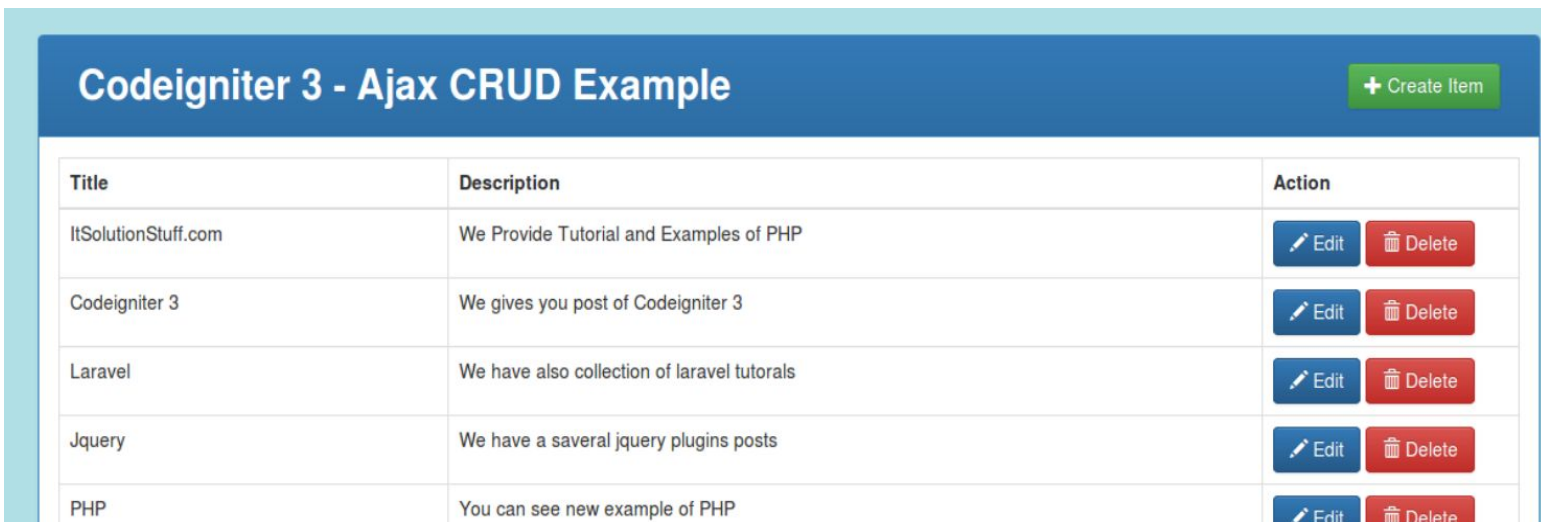 Codeigniter 3 - Ajax CRUD Example
Create Item
Title Description Action
ItSolutionStuff.com We Provide Tutorial and Examples of PHP Edit Delete
Codeigniter 3 We gives you post of Codeigniter 3 Edit Delete
Laravel We have also collection of laravel tutorals Edit Delete
Jquery We have a saveral jquery plugins posts Edit Delete
PHP You can see new example of PHP Edit Delete